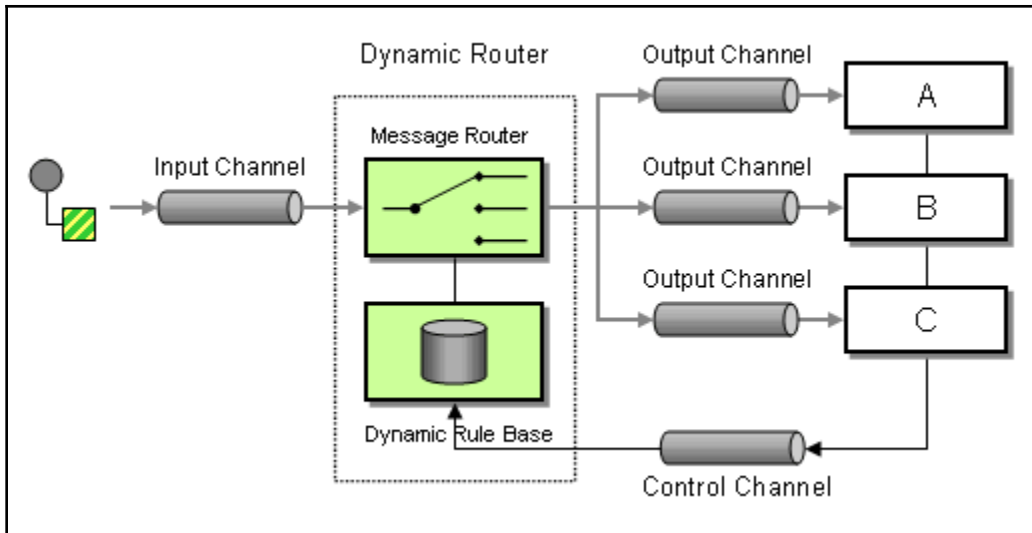 Dynamic Router
Output Channel
A
Message Router
Input Channel
Output Channel
B
Output Channel
C
Dynamic Rule Base
Control Channel